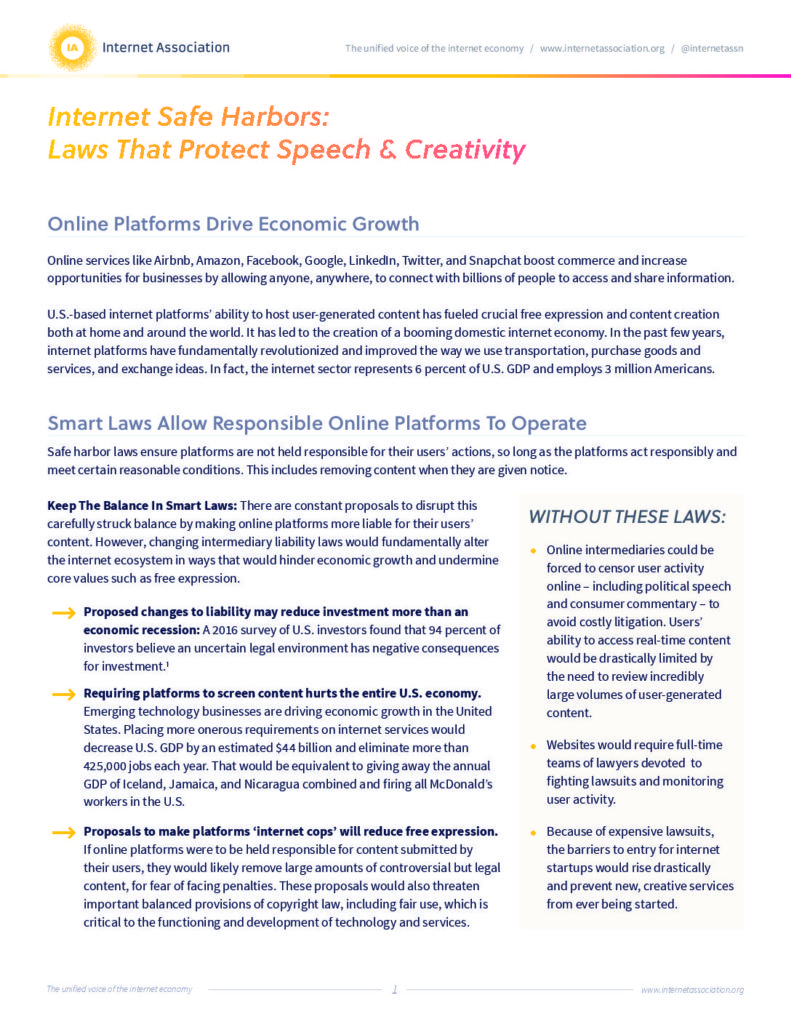 IA
Internet Association
The unified voice of the internet economy / www.internetassociation.org / @internetassn
Internet Safe Harbors:
Laws That Protect Speech & Creativity
Online Platforms Drive Economic Growth
Online services like Airbnb, Amazon, Facebook, Google, LinkedIn, Twitter, and Snapchat boost commerce and increase
opportunities for businesses by allowing anyone, anywhere, to connect with billions of people to access and share information.
U.S.-based internet platforms’ ability to host user-generated content has fueled crucial free expression and content creation
both at home and around the world. It has led to the creation of a booming domestic internet economy. In the past few years,
internet platforms have fundamentally revolutionized and improved the way we use transportation, purchase goods and
services, and exchange ideas. In fact, the internet sector represents 6 percent of U.S. GDP and employs 3 million Americans.
Smart Laws Allow Responsible Online Platforms To Operate
Safe harbor laws ensure platforms are not held responsible for their users’ actions, so long as the platforms act responsibly and
meet certain reasonable conditions. This includes removing content when they are given notice.
Keep The Balance In Smart Laws: There are constant proposals to disrupt this
carefully struck balance by making online platforms more liable for their users’
content. However, changing intermediary liability laws would fundamentally alter
the internet ecosystem in ways that would hinder economic growth and undermine
core values such as free expression.
→ Proposed changes to liability may reduce investment more than an
economic recession: A 2016 survey of U.S. investors found that 94 percent of
investors believe an uncertain legal environment has negative consequences
for investment.¹
→ Requiring platforms to screen content hurts the entire U.S. economy.
Emerging technology businesses are driving economic growth in the United
States. Placing more onerous requirements on internet services would
decrease U.S. GDP by an estimated $44 billion and eliminate more than
425,000 jobs each year. That would be equivalent to giving away the annual
GDP of Iceland, Jamaica, and Nicaragua combined and firing all McDonald’s
workers in the U.S.
→ Proposals to make platforms ‘internet cops’ will reduce free expression.
If online platforms were to be held responsible for content submitted by
their users, they would likely remove large amounts of controversial but legal
content, for fear of facing penalties. These proposals would also threaten
important balanced provisions of copyright law, including fair use, which is
critical to the functioning and development of technology and services.
WITHOUT THESE LAWS:
• Online intermediaries could be
forced to censor user activity
online – including political speech
and consumer commentary – to
avoid costly litigation. Users’
ability to access real-time content
would be drastically limited by
the need to review incredibly
large volumes of user-generated
content.
• Websites would require full-time
teams of lawyers devoted to
fighting lawsuits and monitoring
user activity.
• Because of expensive lawsuits,
the barriers to entry for internet
startups would rise drastically
and prevent new, creative services
from ever being started.
The unified voice of the internet economy
1
www.internetassociation.org